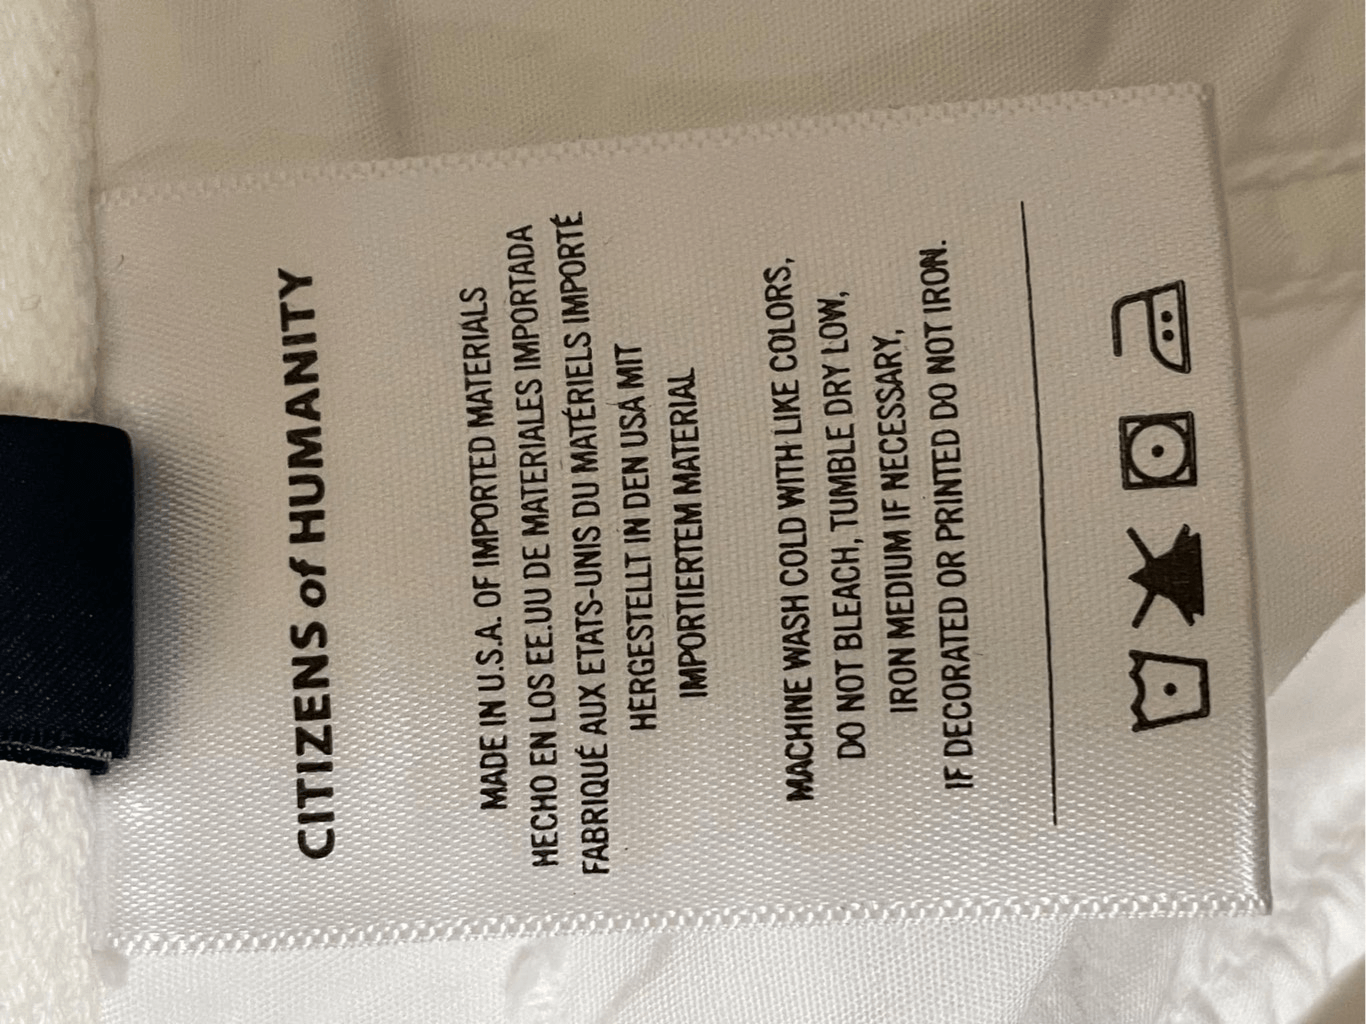 CITIZENS of HUMANITY
MADE IN U.S.A. OF IMPORTED MATERIALS
HECHO EN LOS EE.UU DE MATERIALES IMPORTADA
FABRIQUÉ AUX ETATS-UNIS DU MATÉRIELS IMPORTÉ
HERGESTELLT IN DEN USA MIT
IMPORTIERTEM MATERIAL
MACHINE WASH COLD WITH LIKE COLORS,
DO NOT BLEACH, TUMBLE DRY LOW,
IRON MEDIUM IF NECESSARY,
IF DECORATED OR PRINTED DO NOT IRON.